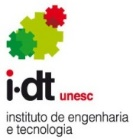 i·dt unesc
instituto de engenharia
e tecnologia